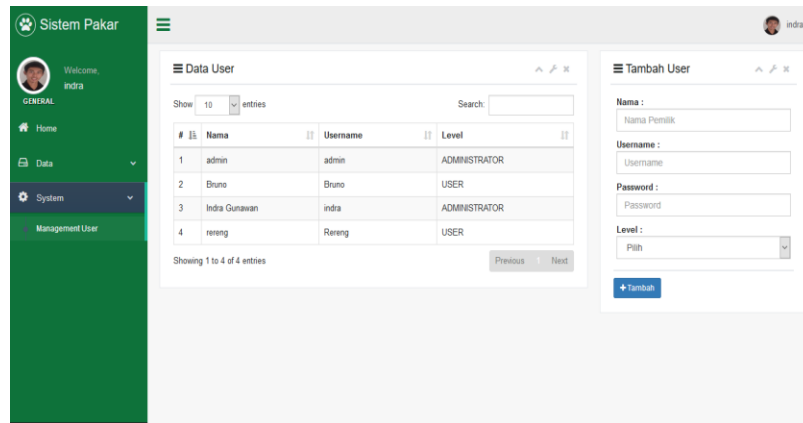 Sistem Pakar
indra
Welcome,
indra
GENERAL
Home
Data
System
Management User
Data User
Show 10 entries
Search:
# Nama Username Level
1 admin admin ADMINISTRATOR
2 Bruno Bruno USER
3 Indra Gunawan indra ADMINISTRATOR
4 rereng Rereng USER
Showing 1 to 4 of 4 entries
Previous 1 Next
Tambah User
Nama :
Nama Pemilik
Username :
Username
Password :
Password
Level :
Pilih
+Tambah